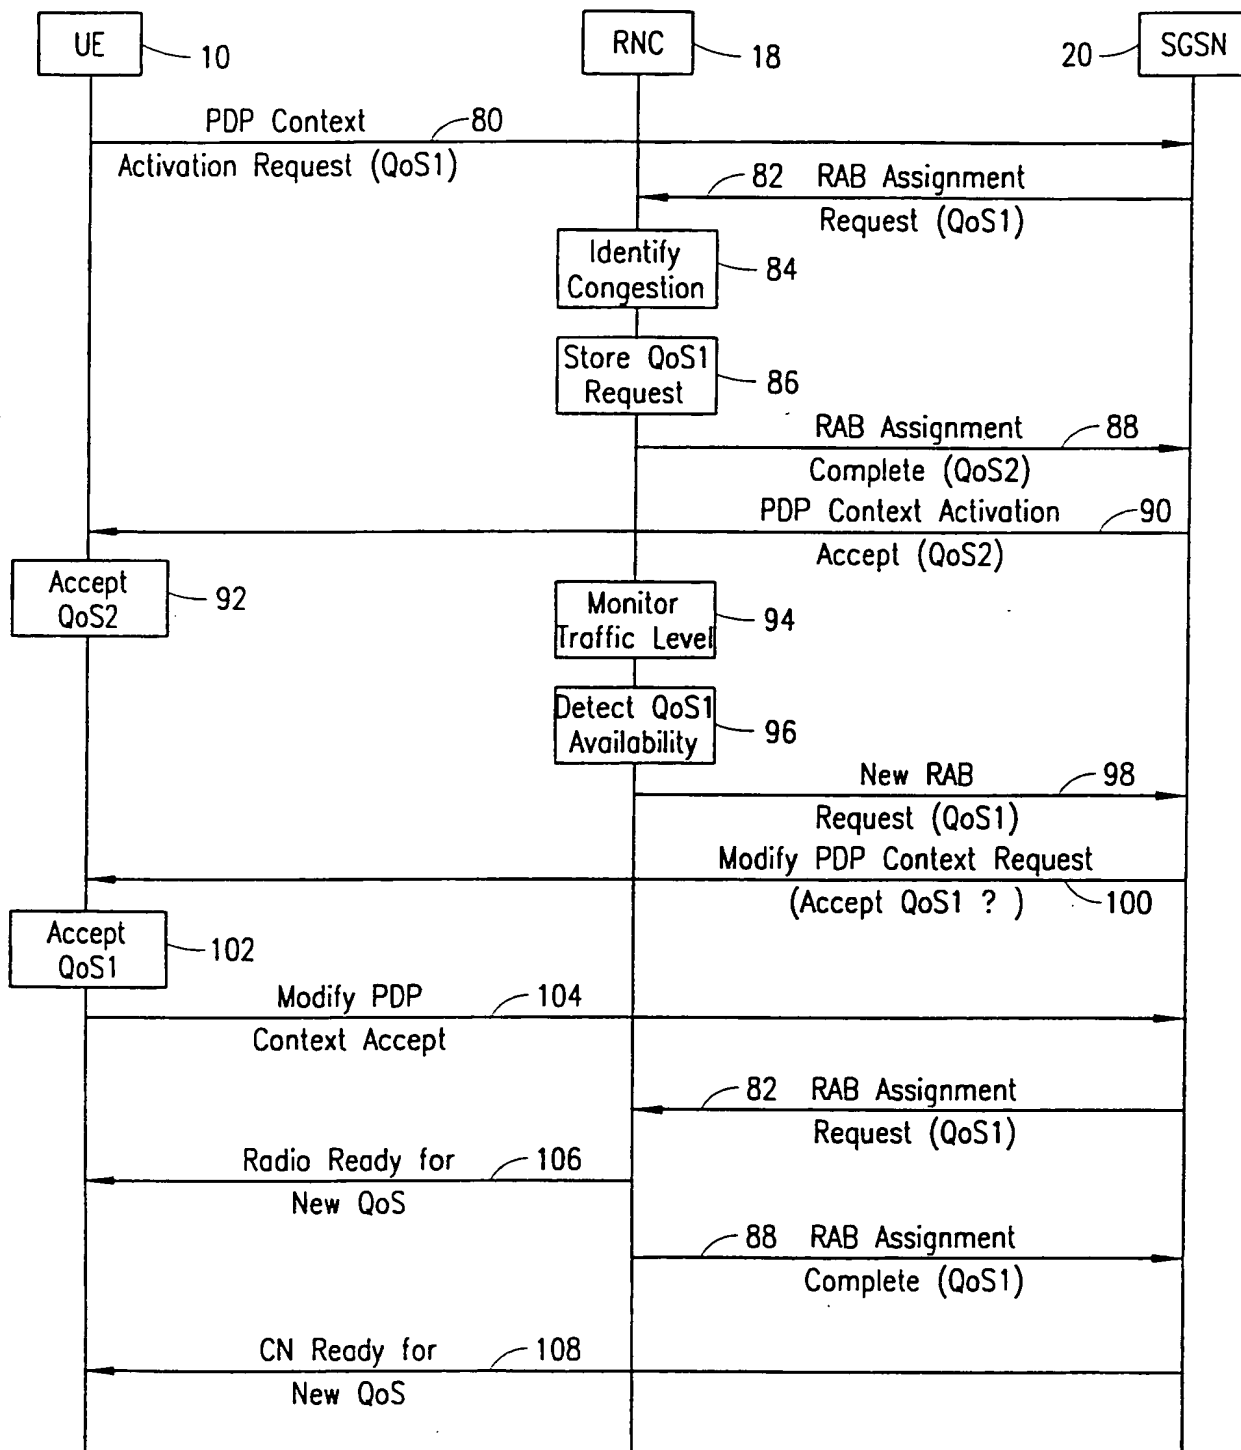 UE
10
RNC
18
20
SGSN
PDP Context
80
Activation Request (QoS1)
82 RAB Assignment
Request (QoS1)
Identify
Congestion
84
Store QoS1
Request
86
RAB Assignment
88
Complete (QoS2)
PDP Context Activation
90
Accept (QoS2)
Accept
QoS2
92
Monitor
Traffic Level
94
Detect QoS1
Availability
96
New RAB
98
Request (QoS1)
Modify PDP Context Request
(Accept QoS1 ? )
100
Accept
QoS1
102
Modify PDP
104
Context Accept
82 RAB Assignment
Request (QoS1)
Radio Ready for
106
New QoS
88 RAB Assignment
Complete (QoS1)
CN Ready for
108
New QoS